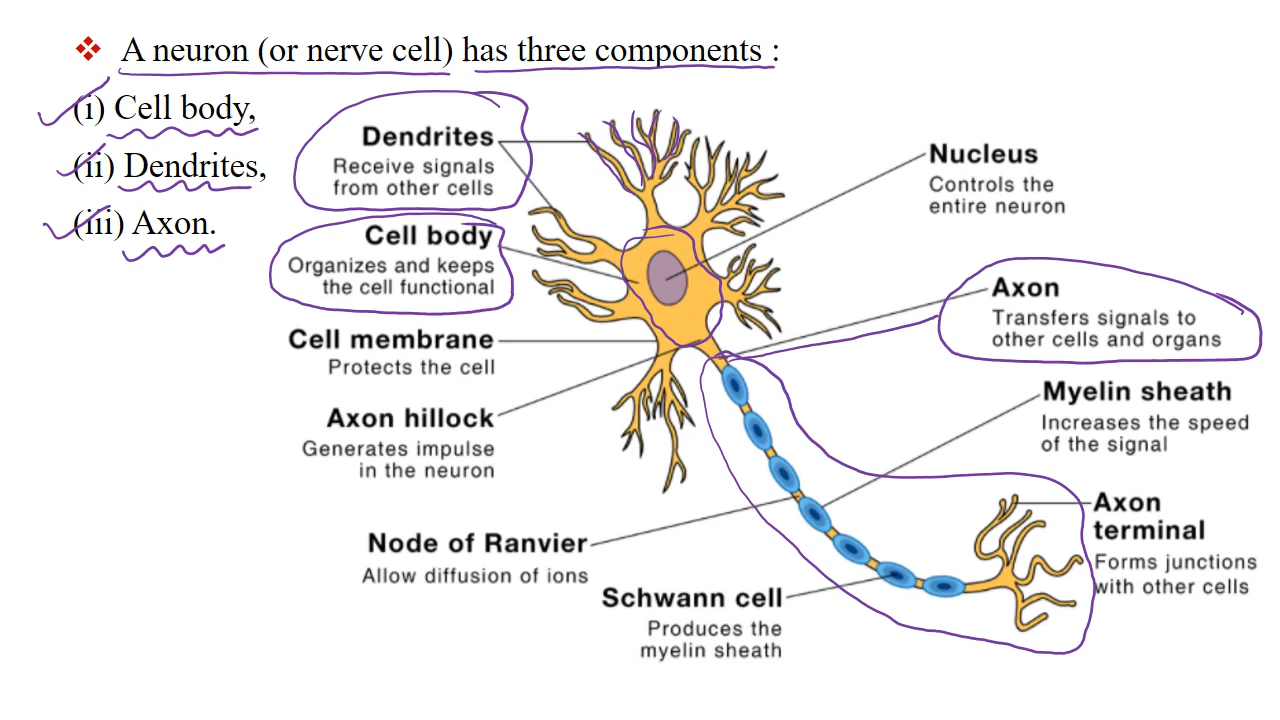 ❖ A neuron (or nerve cell) has three components :
(i) Cell body,
(ii) Dendrites,
(iii) Axon.
Dendrites
Receive signals
from other cells
Cell body
Organizes and keeps
the cell functional
Cell membrane
Protects the cell
Axon hillock
Generates impulse
in the neuron
Node of Ranvier
Allow diffusion of ions
Schwann cell
Produces the
myelin sheath
Nucleus
Controls the
entire neuron
Axon
Transfers signals to
other cells and organs
Myelin sheath
Increases the speed
of the signal
Axon
terminal
Forms junctions
with other cells